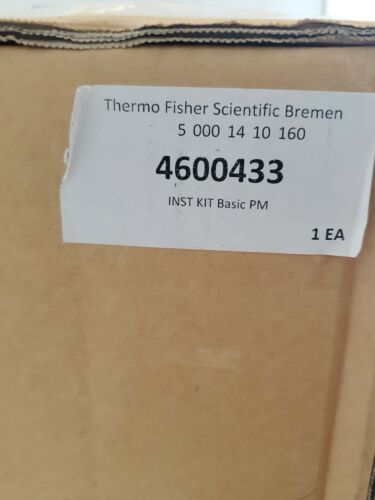 Thermo Fisher Scientific Bremen
5 000 14 10 160
4600433
INST KIT Basic PM
1 EA